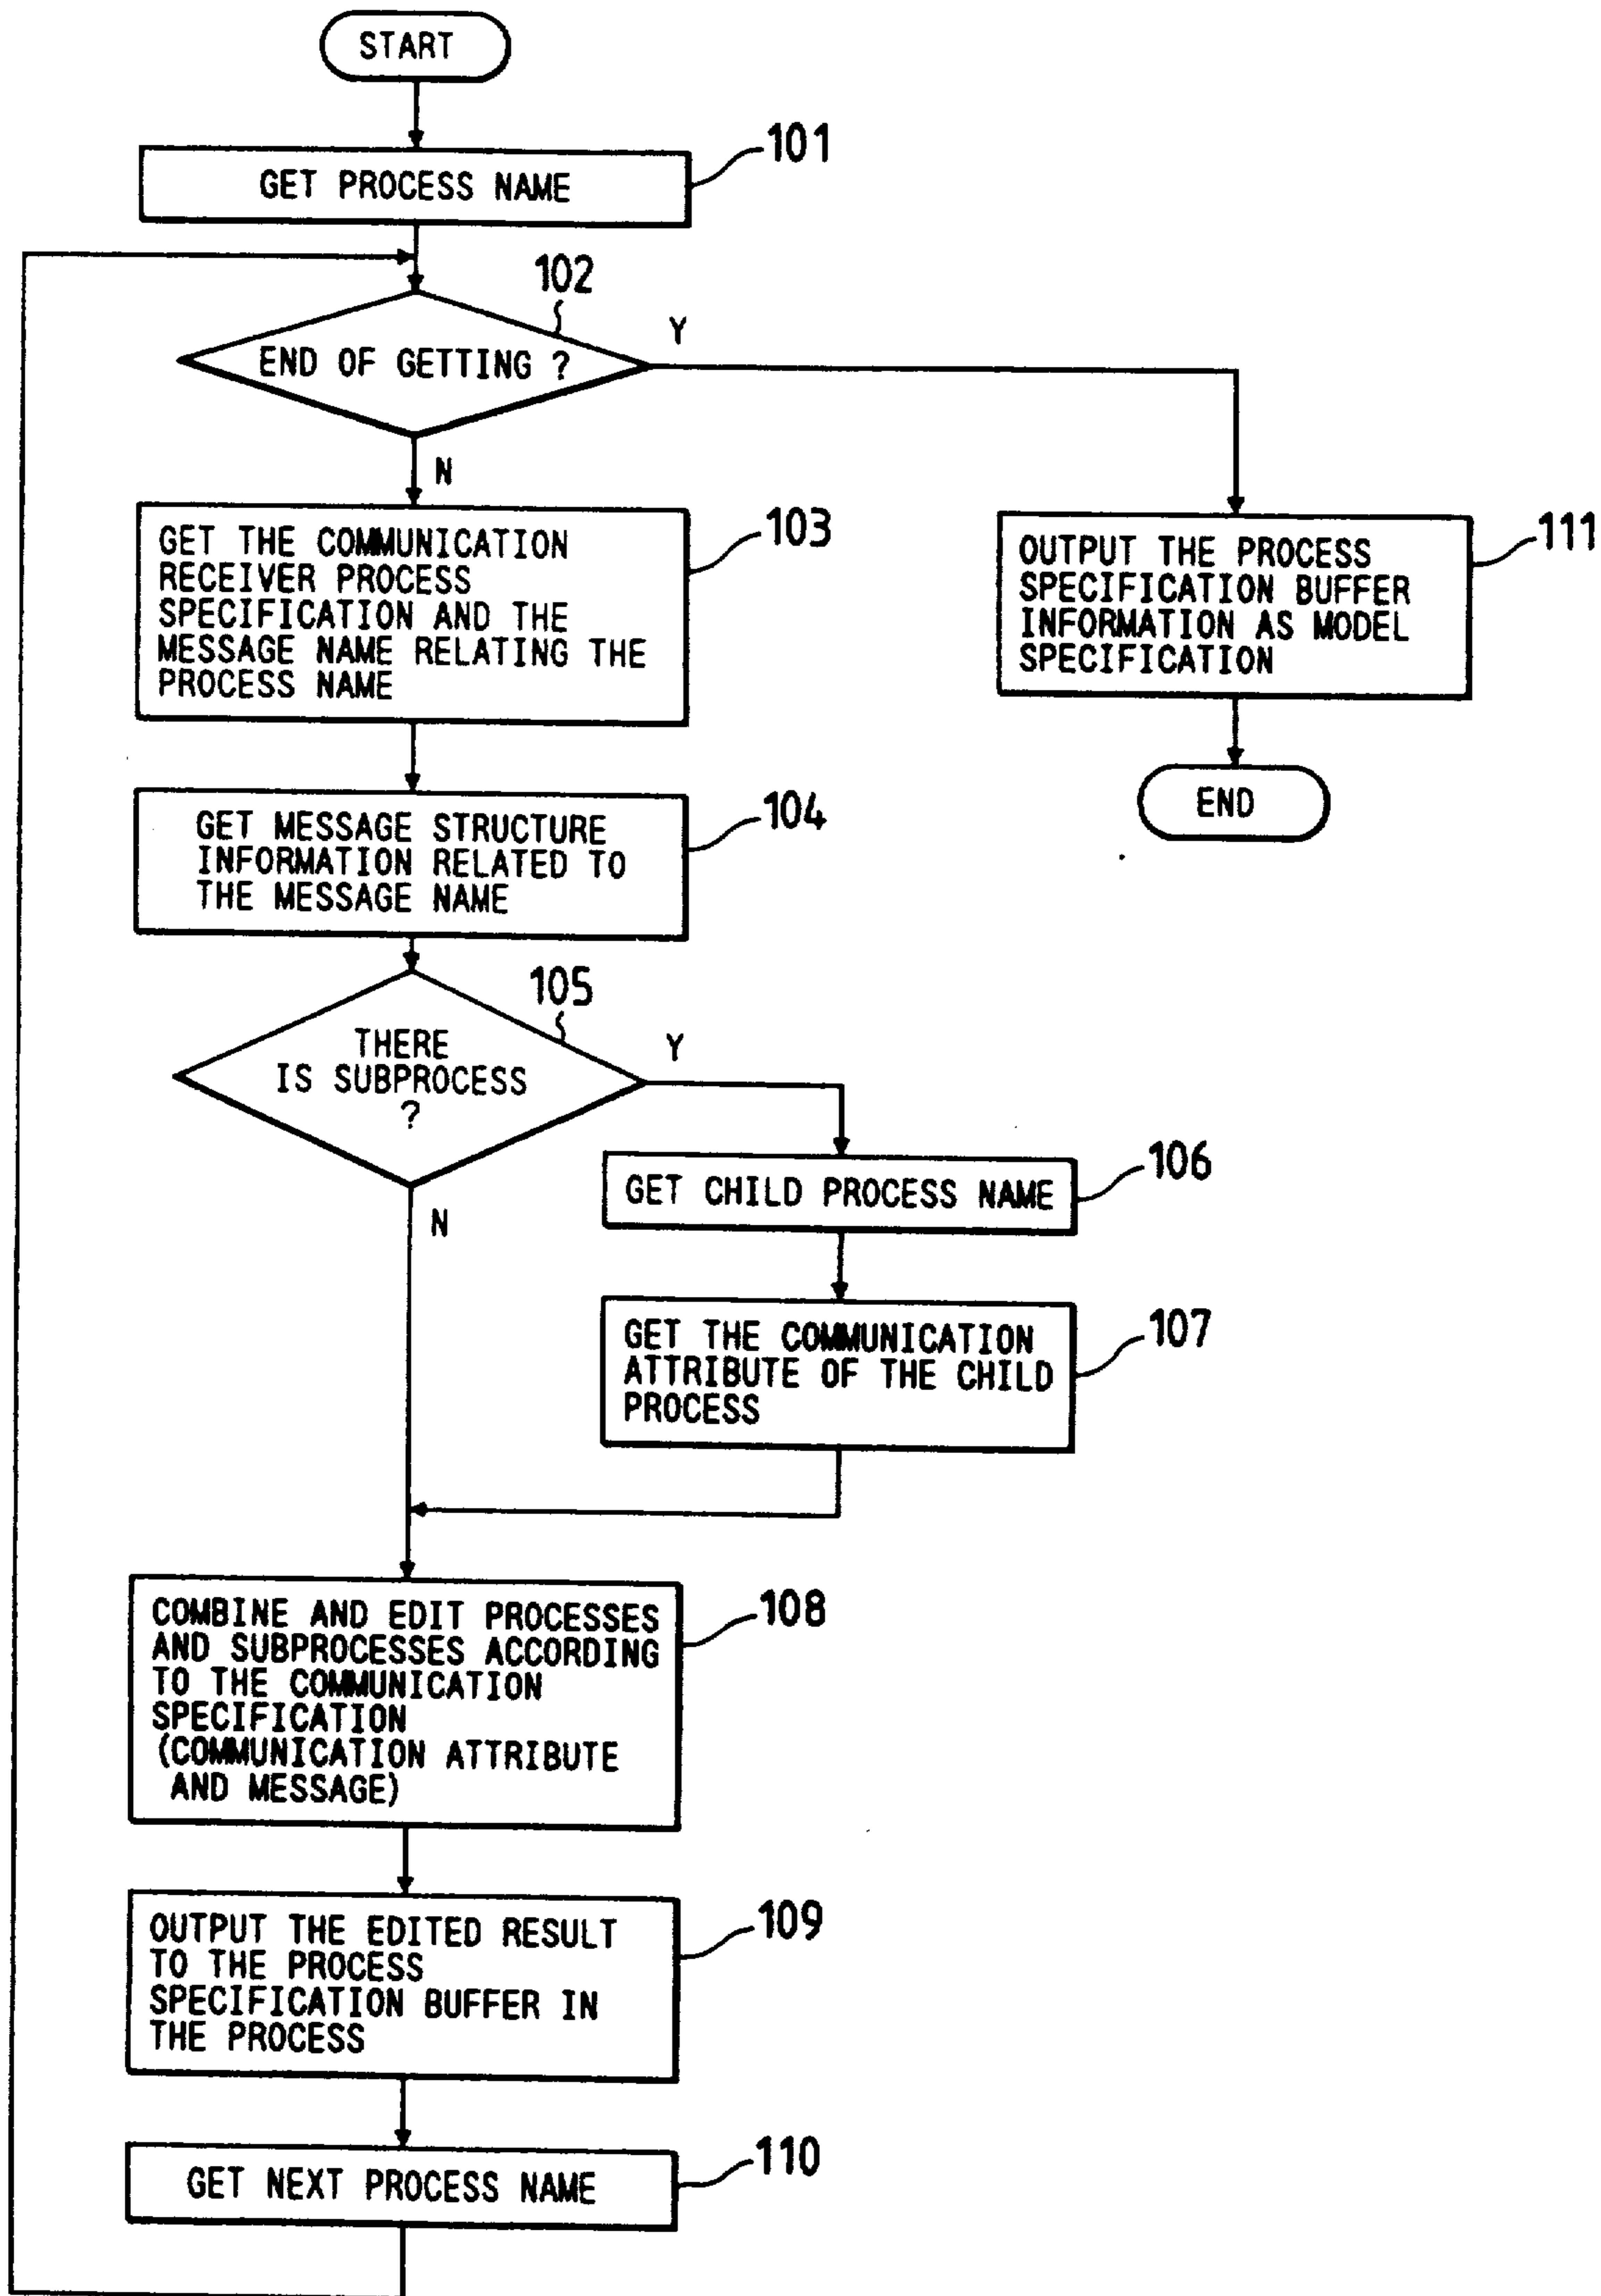 START
101
GET PROCESS NAME
102
END OF GETTING ?
Y
N
103
GET THE COMMUNICATION
RECEIVER PROCESS
SPECIFICATION AND THE
MESSAGE NAME RELATING THE
PROCESS NAME
111
OUTPUT THE PROCESS
SPECIFICATION BUFFER
INFORMATION AS MODEL
SPECIFICATION
END
104
GET MESSAGE STRUCTURE
INFORMATION RELATED TO
THE MESSAGE NAME
105
THERE
IS SUBPROCESS
?
Y
N
106
GET CHILD PROCESS NAME
107
GET THE COMMUNICATION
ATTRIBUTE OF THE CHILD
PROCESS
108
COMBINE AND EDIT PROCESSES
AND SUBPROCESSES ACCORDING
TO THE COMMUNICATION
SPECIFICATION
(COMMUNICATION ATTRIBUTE
AND MESSAGE)
109
OUTPUT THE EDITED RESULT
TO THE PROCESS
SPECIFICATION BUFFER IN
THE PROCESS
110
GET NEXT PROCESS NAME